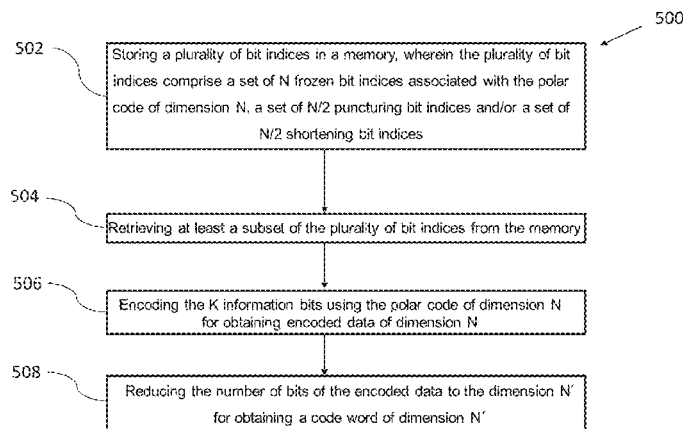 500
502
Storing a plurality of bit indices in a memory, wherein the plurality of bit
indices comprise a set of N frozen bit indices associated with the polar
code of dimension N, a set of N/2 puncturing bit indices and/or a set of
N/2 shortening bit indices
504
Retrieving at least a subset of the plurality of bit indices from the memory
506
Encoding the K information bits using the polar code of dimension N
for obtaining encoded data of dimension N
508
Reducing the number of bits of the encoded data to the dimension N´
for obtaining a code word of dimension N´